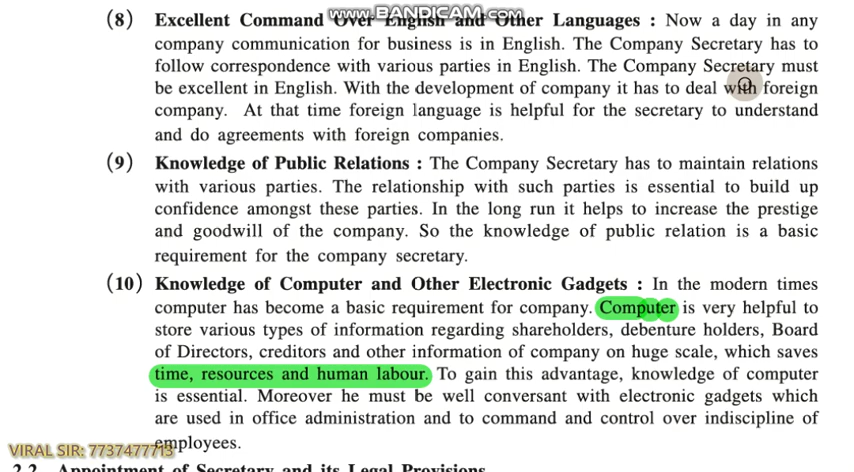 www.BANDICAM.com
(8) Excellent Command Over English and Other Languages : Now a day in any
company communication for business is in English. The Company Secretary has to
follow correspondence with various parties in English. The Company Secretary must
be excellent in English. With the development of company it has to deal with foreign
company. At that time foreign language is helpful for the secretary to understand
and do agreements with foreign companies.
(9) Knowledge of Public Relations : The Company Secretary has to maintain relations
with various parties. The relationship with such parties is essential to build up
confidence amongst these parties. In the long run it helps to increase the prestige
and goodwill of the company. So the knowledge of public relation is a basic
requirement for the company secretary.
(10) Knowledge of Computer and Other Electronic Gadgets : In the modern times
computer has become a basic requirement for company. Computer is very helpful to
store various types of information regarding shareholders, debenture holders, Board
of Directors, creditors and other information of company on huge scale, which saves
time, resources and human labour. To gain this advantage, knowledge of computer
is essential. Moreover he must be well conversant with electronic gadgets which
are used in office administration and to command and control over indiscipline of
employees.
VIRAL SIR: 7737477713
2.2 Appointment of Secretary and its Legal Provisions